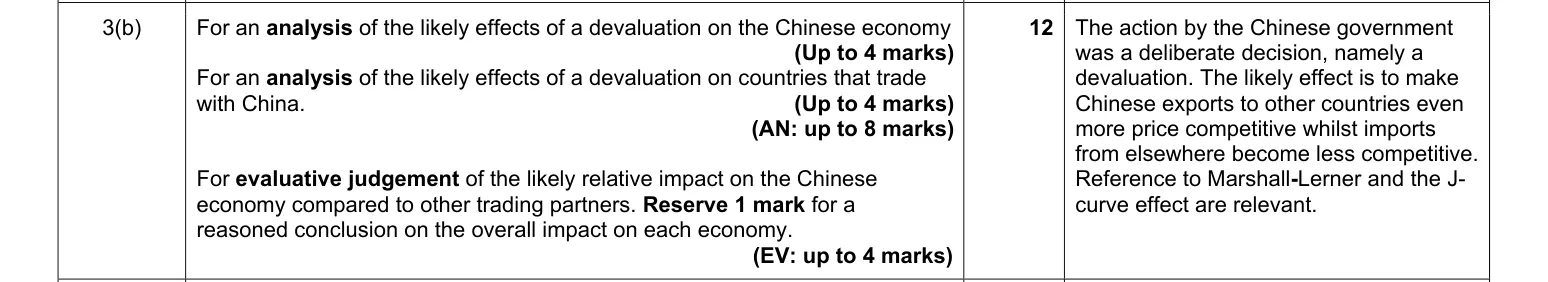 3(b)
For an analysis of the likely effects of a devaluation on the Chinese economy
(Up to 4 marks)
For an analysis of the likely effects of a devaluation on countries that trade
with China. (Up to 4 marks)
(AN: up to 8 marks)
For evaluative judgement of the likely relative impact on the Chinese
economy compared to other trading partners. Reserve 1 mark for a
reasoned conclusion on the overall impact on each economy.
(EV: up to 4 marks)
12
The action by the Chinese government
was a deliberate decision, namely a
devaluation. The likely effect is to make
Chinese exports to other countries even
more price competitive whilst imports
from elsewhere become less competitive.
Reference to Marshall-Lerner and the J-
curve effect are relevant.